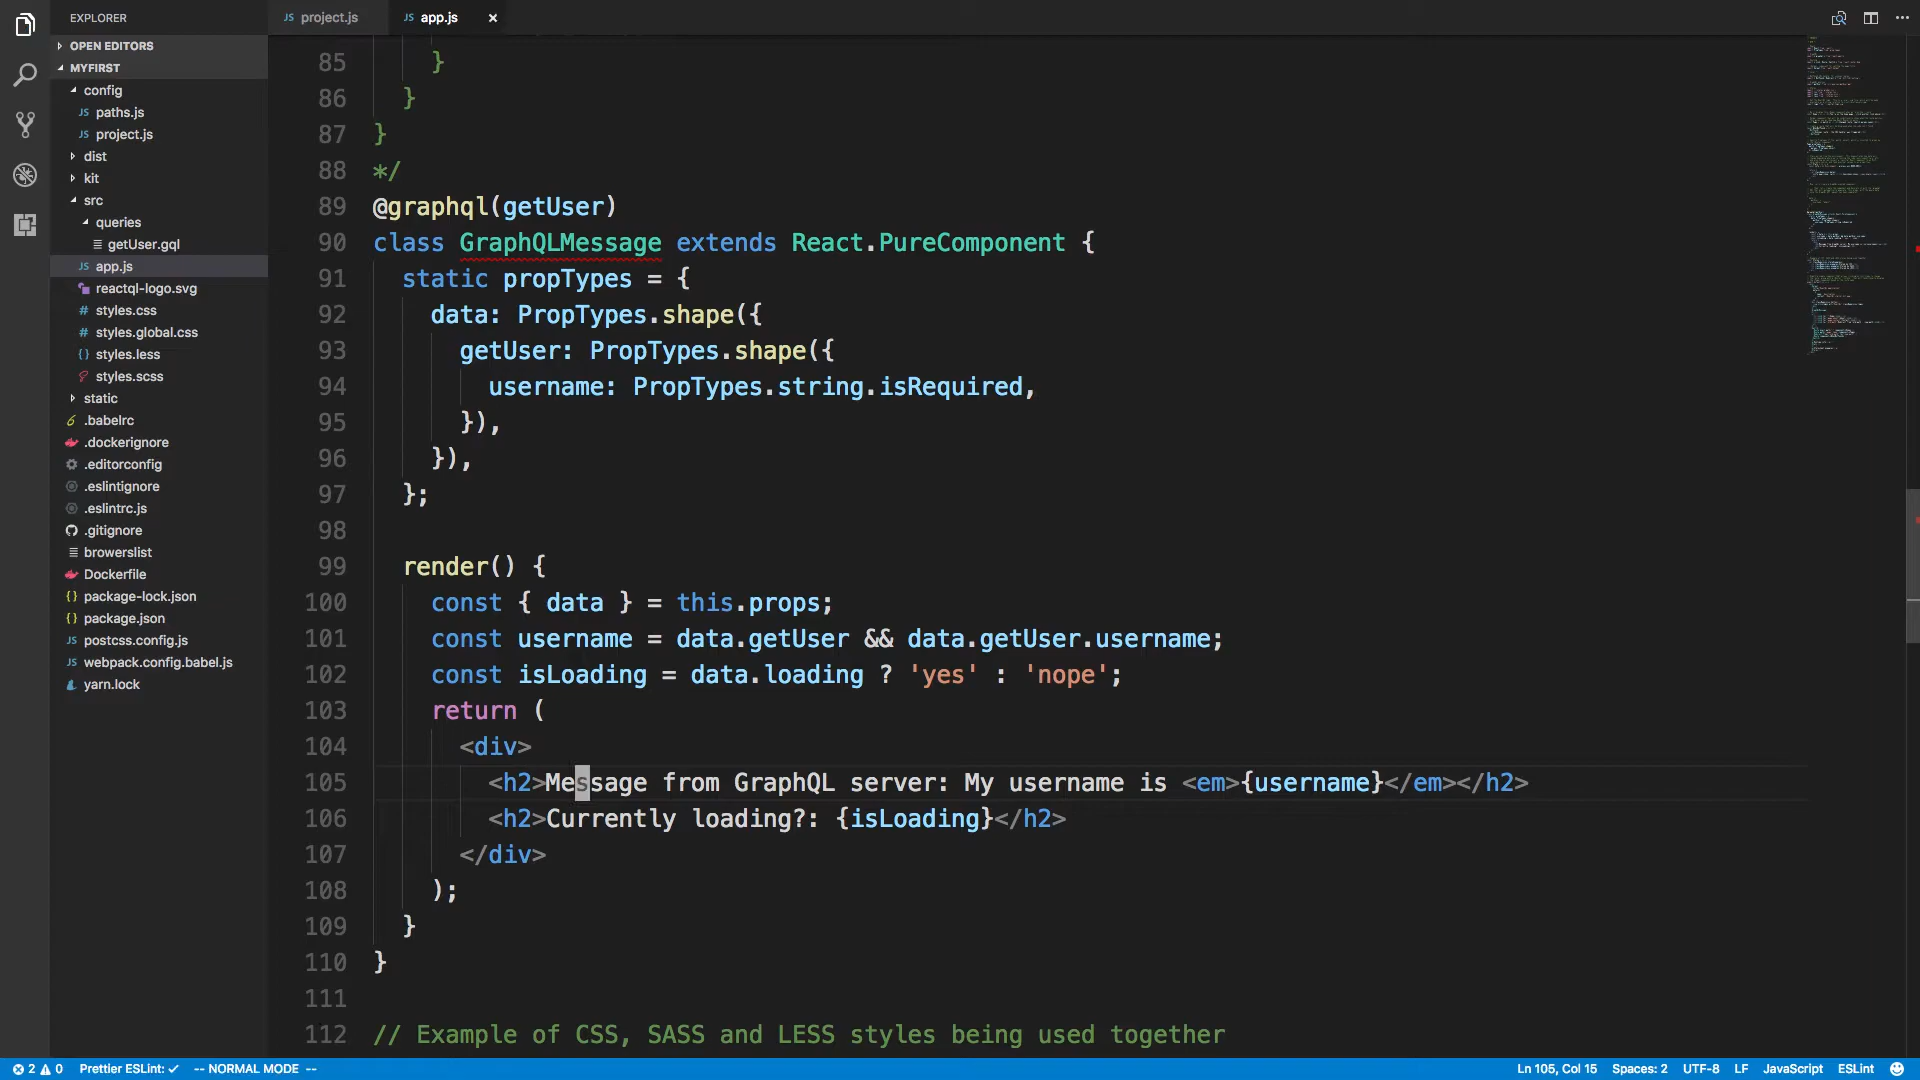 EXPLORER
OPEN EDITORS
MYFIRST
config
JS paths.js
JS project.js
dist
kit
src
queries
getUser.gql
JS app.js
reactql-logo.svg
# styles.css
# styles.global.css
{} styles.less
styles.scss
static
.babelrc
.dockerignore
.editorconfig
.eslintignore
.eslintrc.js
.gitignore
browerslist
Dockerfile
{} package-lock.json
{} package.json
JS postcss.config.js
JS webpack.config.babel.js
yarn.lock
JS project.js
JS app.js
85 }
86 }
87 }
88 */
89 @graphql(getUser)
90 class GraphQLMessage extends React.PureComponent {
91 static propTypes = {
92 data: PropTypes.shape({
93 getUser: PropTypes.shape({
94 username: PropTypes.string.isRequired,
95 }),
96 }),
97 };
98
99 render() {
100 const { data } = this.props;
101 const username = data.getUser && data.getUser.username;
102 const isLoading = data.loading ? 'yes' : 'nope';
103 return (
104 <div>
105 <h2>Message from GraphQL server: My username is <em>{username}</em></h2>
106 <h2>Currently loading?: {isLoading}</h2>
107 </div>
108 );
109 }
110 }
111
112 // Example of CSS, SASS and LESS styles being used together
2 0 Prettier ESLint: ✓ -- NORMAL MODE -- Ln 105, Col 15 Spaces: 2 UTF-8 LF JavaScript ESLint